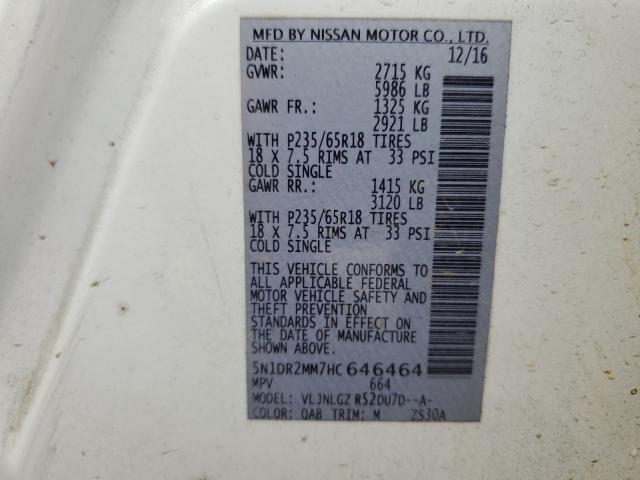 MFD BY NISSAN MOTOR CO., LTD.
DATE: 12/16
GVWR: 2715 KG
5986 LB
GAWR FR.: 1325 KG
2921 LB
WITH P235/65R18 TIRES
18 X 7.5 RIMS AT 33 PSI
COLD SINGLE
GAWR RR.: 1415 KG
3120 LB
WITH P235/65R18 TIRES
18 X 7.5 RIMS AT 33 PSI
COLD SINGLE
THIS VEHICLE CONFORMS TO
ALL APPLICABLE FEDERAL
MOTOR VEHICLE SAFETY AND
THEFT PREVENTION
STANDARDS IN EFFECT ON
THE DATE OF MANUFACTURE
SHOWN ABOVE.
5N1DR2MM7HC646464
MPV 664
MODEL: VLJNLGZ R52DU7D--A-
COLOR: QAB TRIM: M ZS30A